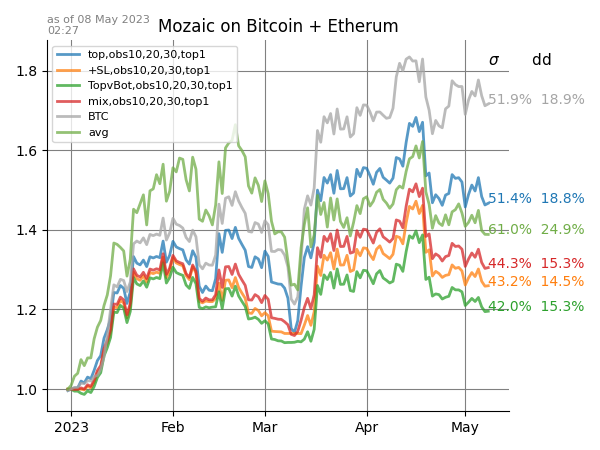 as of 08 May 2023
02:27
Mozaic on Bitcoin + Etherum
σ dd
top,obs10,20,30,top1
+SL,obs10,20,30,top1
TopvBot,obs10,20,30,top1
mix,obs10,20,30,top1
BTC
avg
1.8
1.6
1.4
1.2
1.0
51.9% 18.9%
51.4% 18.8%
61.0% 24.9%
44.3% 15.3%
43.2% 14.5%
42.0% 15.3%
2023 Feb Mar Apr May